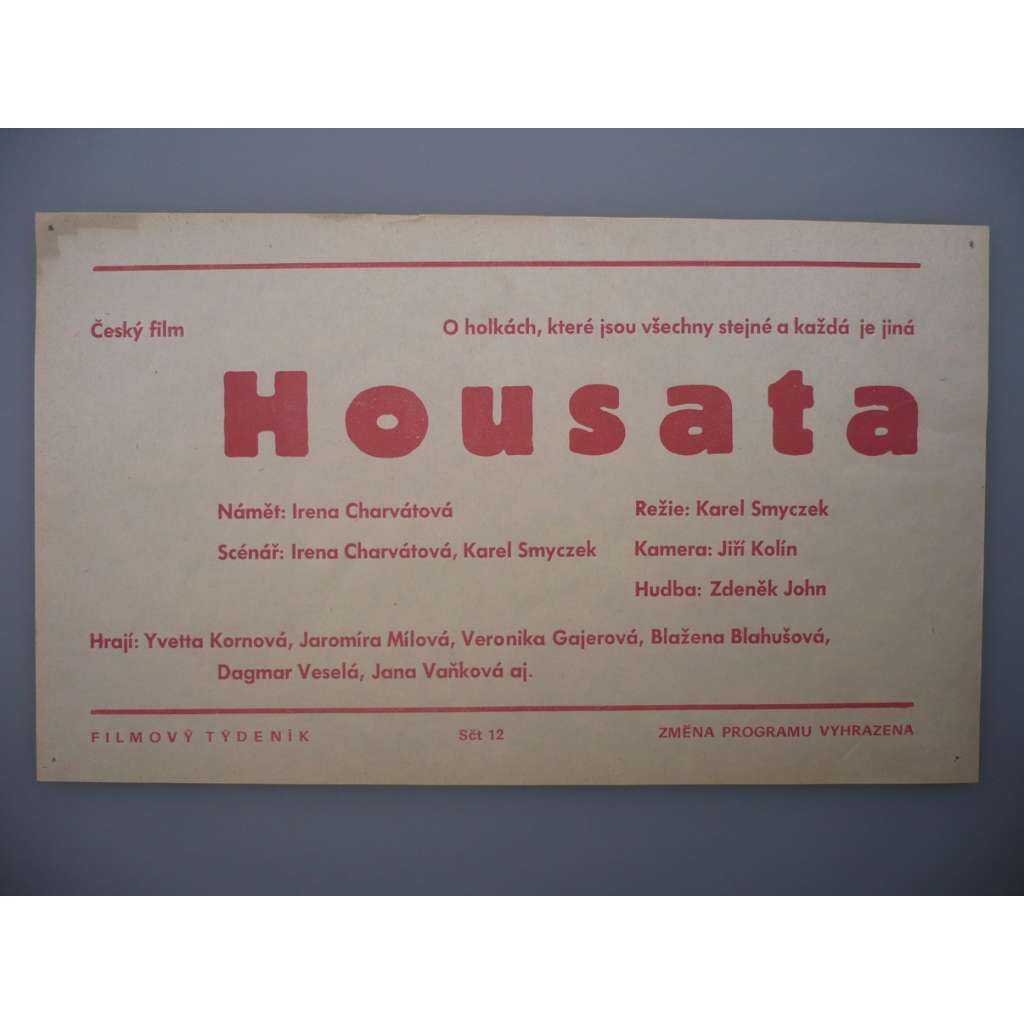 Český film
O holkách, které jsou všechny stejné a každá je jiná
Housata
Námět: Irena Charvátová
Režie: Karel Smyczek
Scénář: Irena Charvátová, Karel Smyczek
Kamera: Jiří Kolín
Hudba: Zdeněk John
Hrají: Yvetta Kornová, Jaromíra Mílová, Veronika Gajerová, Blažena Blahušová,
Dagmar Veselá, Jana Vaňková aj.
FILMOVÝ TÝDENÍK
Sčt 12
ZMĚNA PROGRAMU VYHRAZENA